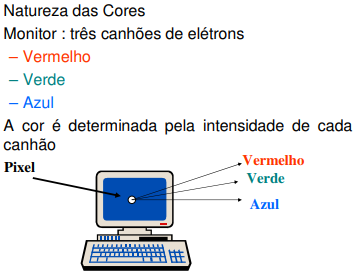 Natureza das Cores
Monitor : três canhões de elétrons
– Vermelho
– Verde
– Azul
A cor é determinada pela intensidade de cada
canhão
Pixel
Vermelho
Verde
Azul